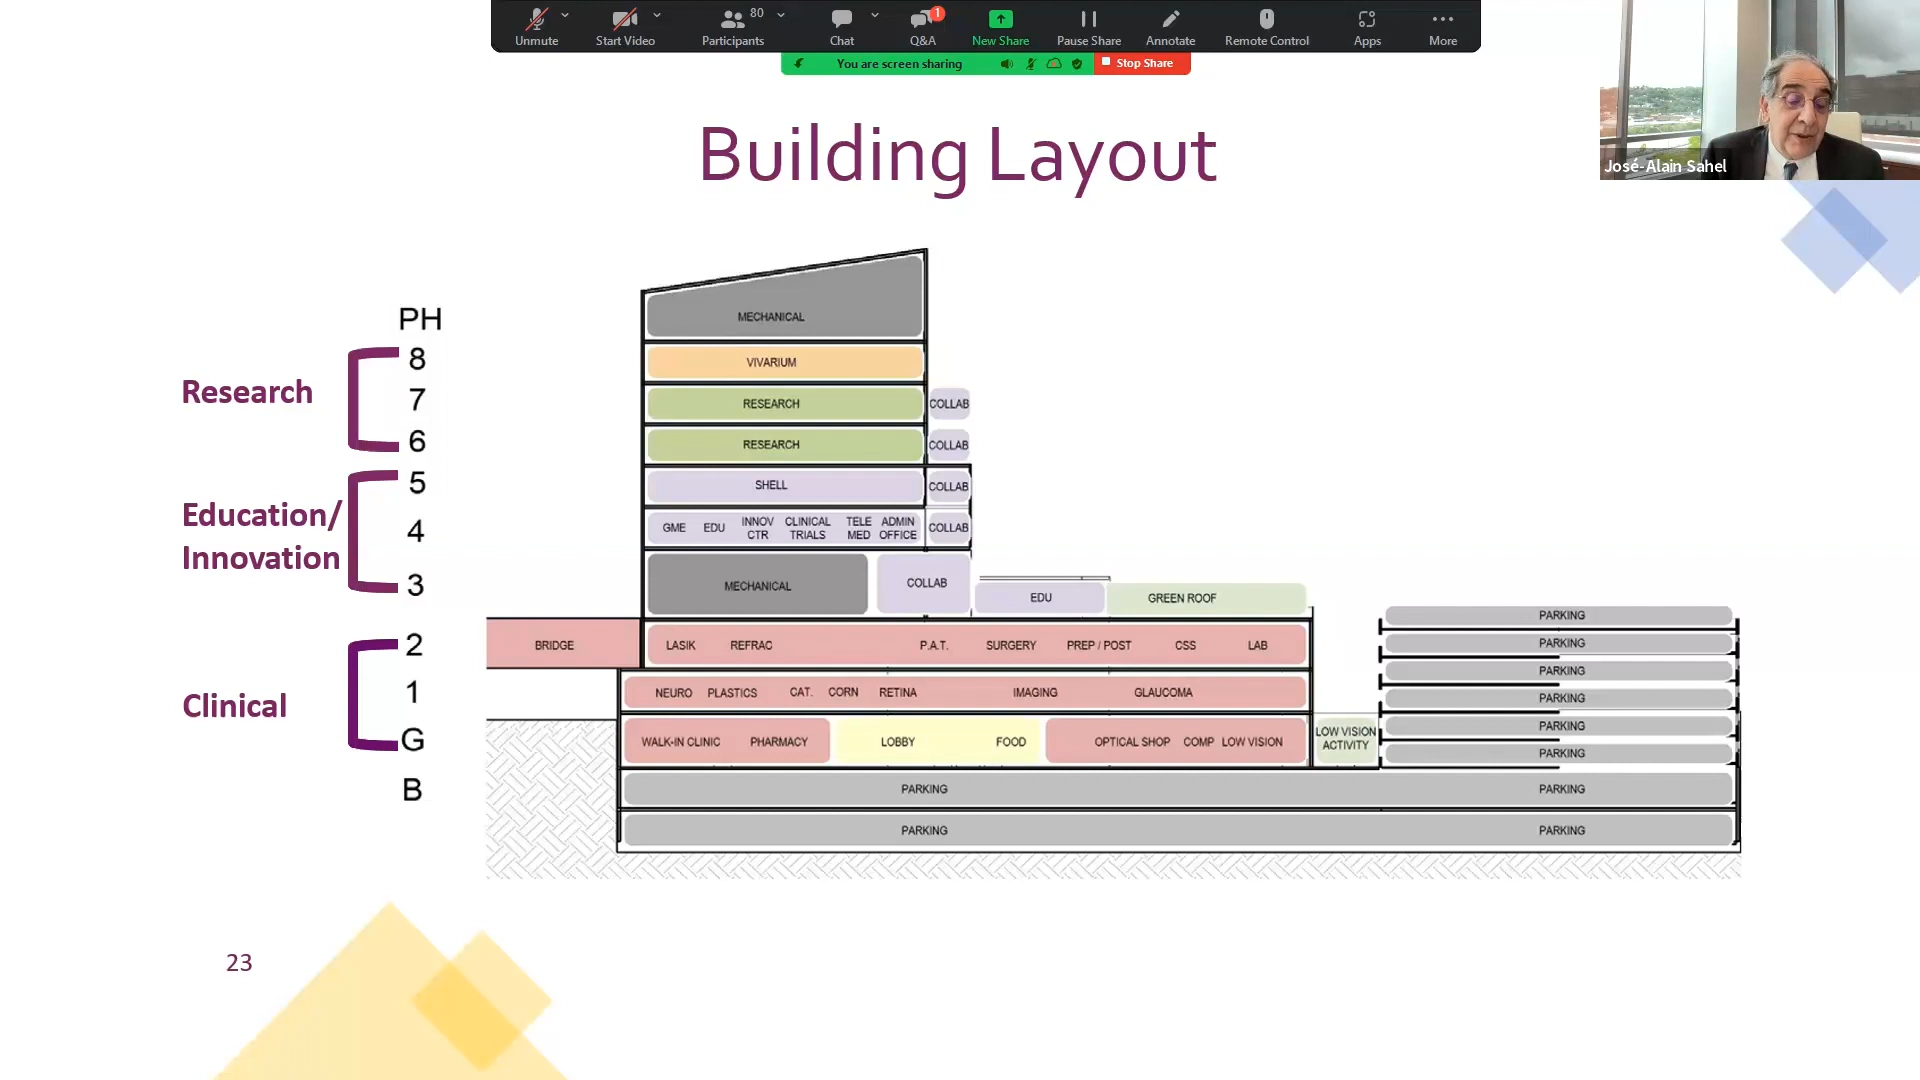 Unmute
Start Video
80
Participants
Chat
1
Q&A
New Share
Pause Share
Annotate
Remote Control
Apps
More
You are screen sharing
Stop Share
José-Alain Sahel
Building Layout
PH
MECHANICAL
8
VIVARIUM
Research
7
RESEARCH
COLLAB
6
RESEARCH
COLLAB
5
SHELL
COLLAB
Education/
Innovation
4
GME EDU INNOV CLINICAL TELE ADMIN
CTR TRIALS MED OFFICE
COLLAB
3
MECHANICAL
COLLAB
EDU
GREEN ROOF
PARKING
2
BRIDGE
LASIK REFRAC P.A.T. SURGERY PREP / POST CSS LAB
PARKING
PARKING
Clinical
1
NEURO PLASTICS CAT. CORN RETINA IMAGING GLAUCOMA
PARKING
PARKING
G
WALK-IN CLINIC PHARMACY LOBBY FOOD OPTICAL SHOP COMP LOW VISION
LOW VISION
ACTIVITY
PARKING
B
PARKING
PARKING
PARKING
PARKING
23